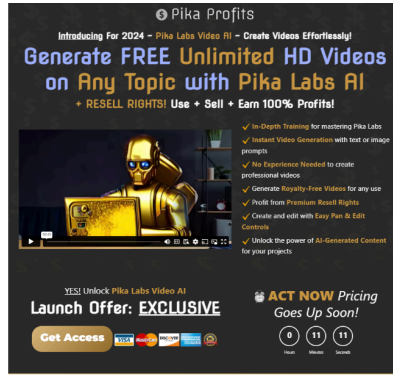 Pika Profits
Introducing For 2024 - Pika Labs Video AI - Create Videos Effortlessly!
Generate FREE Unlimited HD Videos
on Any Topic with Pika Labs AI
+ RESELL RIGHTS! Use + Sell + Earn 100% Profits!
In-Depth Training for mastering Pika Labs
Instant Video Generation with text or image
prompts
No Experience Needed to create
professional videos
Generate Royalty-Free Videos for any use
Profit from Premium Resell Rights
Create and edit with Easy Pan & Edit
Controls
Unlock the power of AI-Generated Content
for your projects
YES! Unlock Pika Labs Video AI
Launch Offer: EXCLUSIVE
Get Access
VISA MasterCard DISCOVER
ACT NOW Pricing
Goes Up Soon!
0 11 11
Hours Minutes Seconds